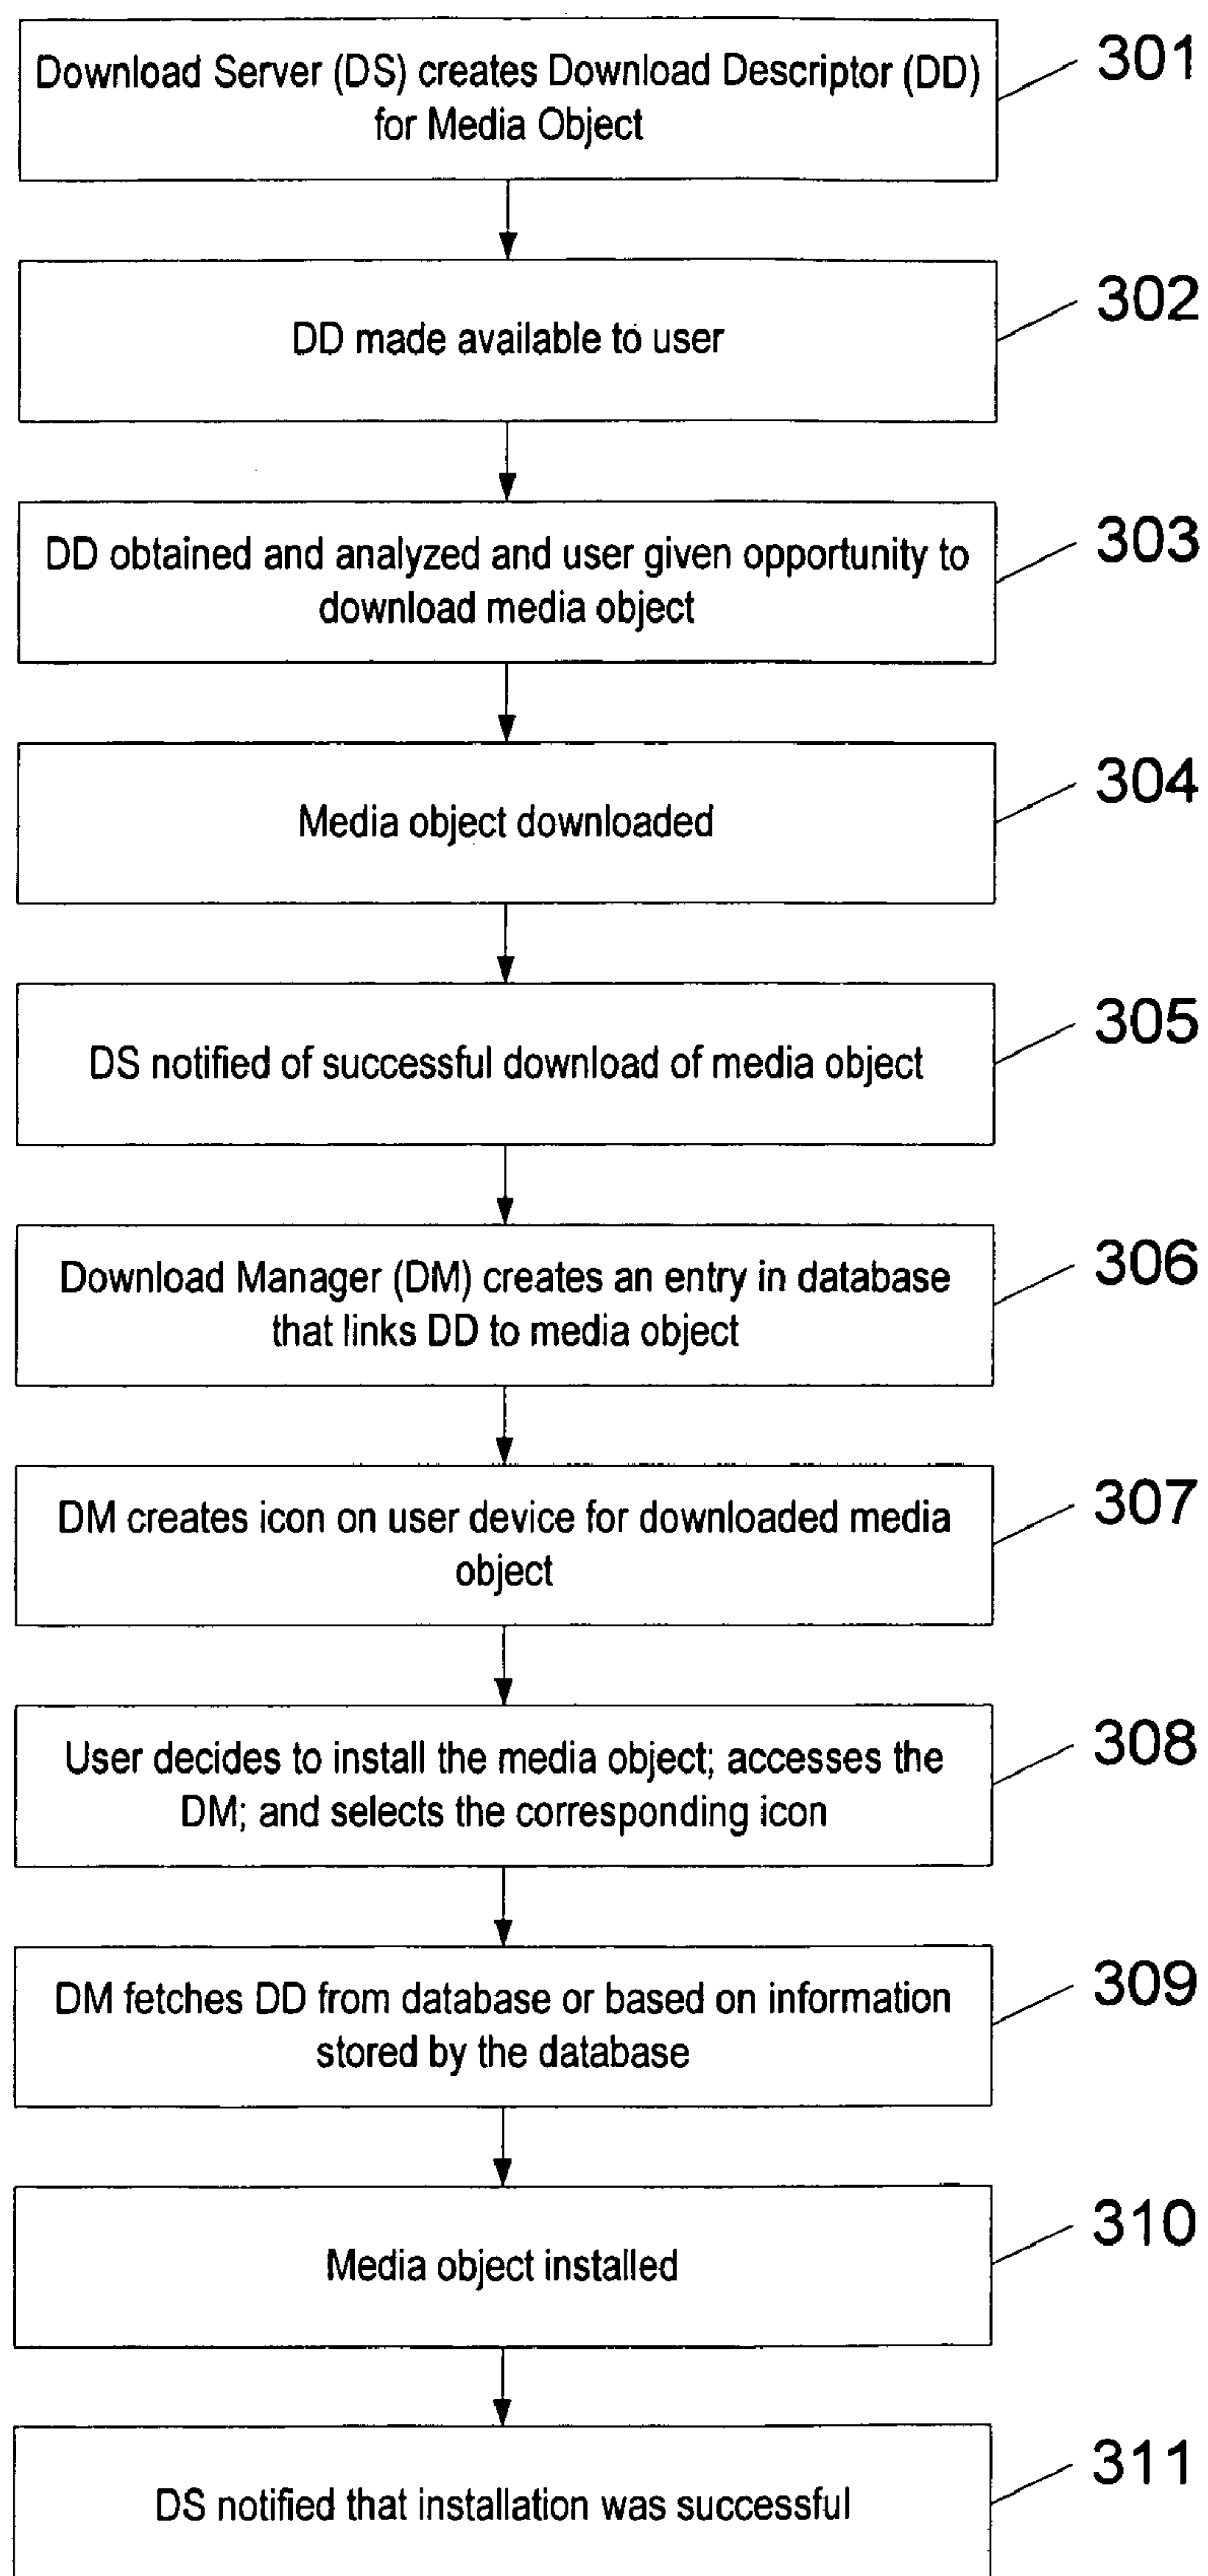 Download Server (DS) creates Download Descriptor (DD)
for Media Object
301
DD made available to user
302
DD obtained and analyzed and user given opportunity to
download media object
303
Media object downloaded
304
DS notified of successful download of media object
305
Download Manager (DM) creates an entry in database
that links DD to media object
306
DM creates icon on user device for downloaded media
object
307
User decides to install the media object; accesses the
DM; and selects the corresponding icon
308
DM fetches DD from database or based on information
stored by the database
309
Media object installed
310
DS notified that installation was successful
311